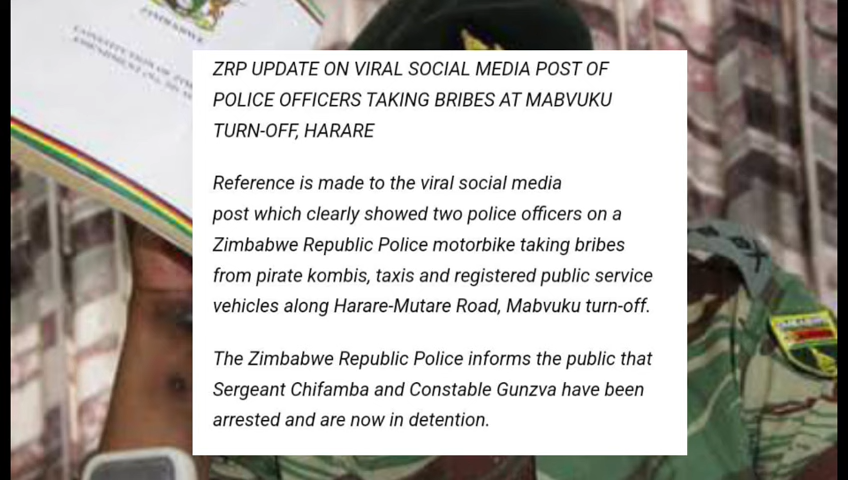 ZIMBABWE
ZRP UPDATE ON VIRAL SOCIAL MEDIA POST OF
POLICE OFFICERS TAKING BRIBES AT MABVUKU
TURN-OFF, HARARE
Reference is made to the viral social media
post which clearly showed two police officers on a
Zimbabwe Republic Police motorbike taking bribes
from pirate kombis, taxis and registered public service
vehicles along Harare-Mutare Road, Mabvuku turn-off.
The Zimbabwe Republic Police informs the public that
Sergeant Chifamba and Constable Gunzva have been
arrested and are now in detention.